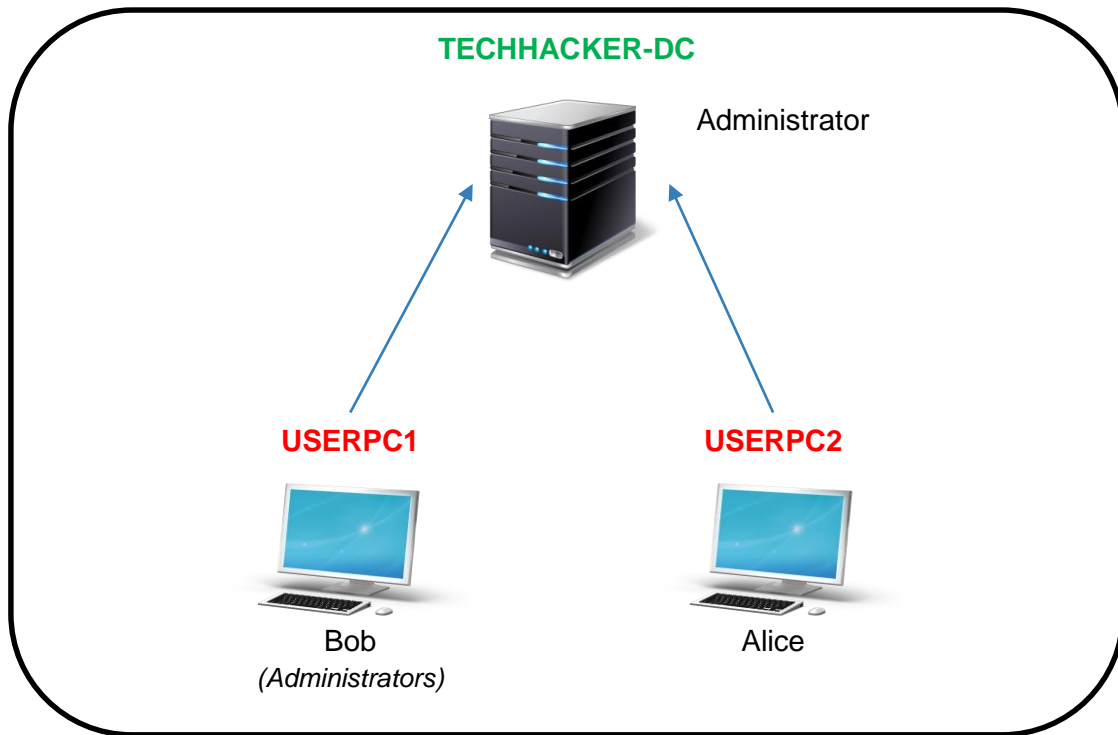 TECHHACKER-DC
Administrator
USERPC1
USERPC2
Bob
(Administrators)
Alice